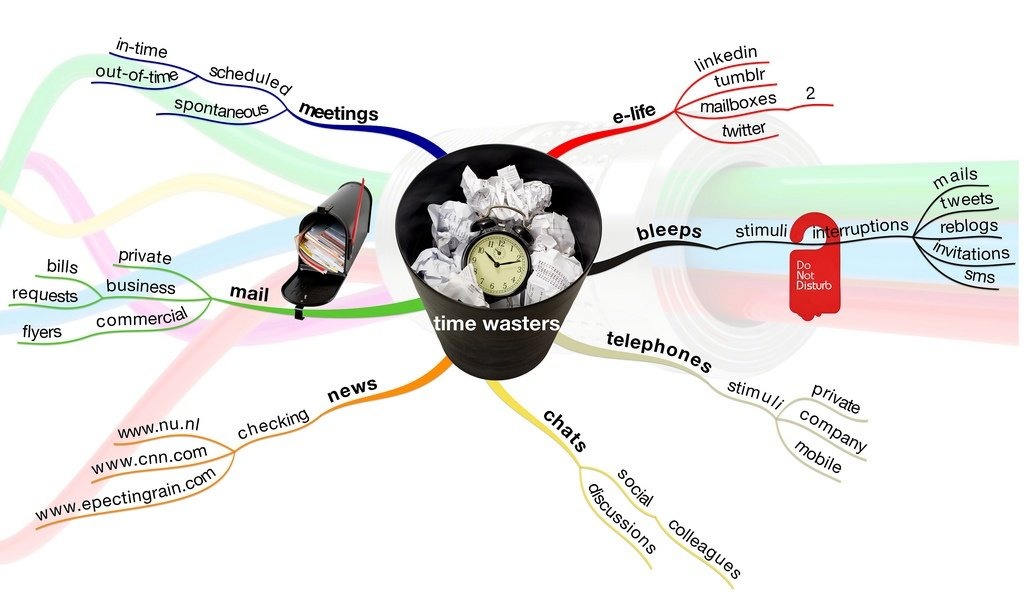 time wasters
meetings
scheduled
in-time
out-of-time
spontaneous
e-life
linkedin
tumblr
mailboxes
2
twitter
bleeps
stimuli
interruptions
mails
tweets
reblogs
invitations
sms
Do
Not
Disturb
telephones
stimuli
private
company
mobile
chats
social
colleagues
discussions
news
checking
www.nu.nl
www.cnn.com
www.epectingrain.com
mail
private
business
bills
requests
commercial
flyers